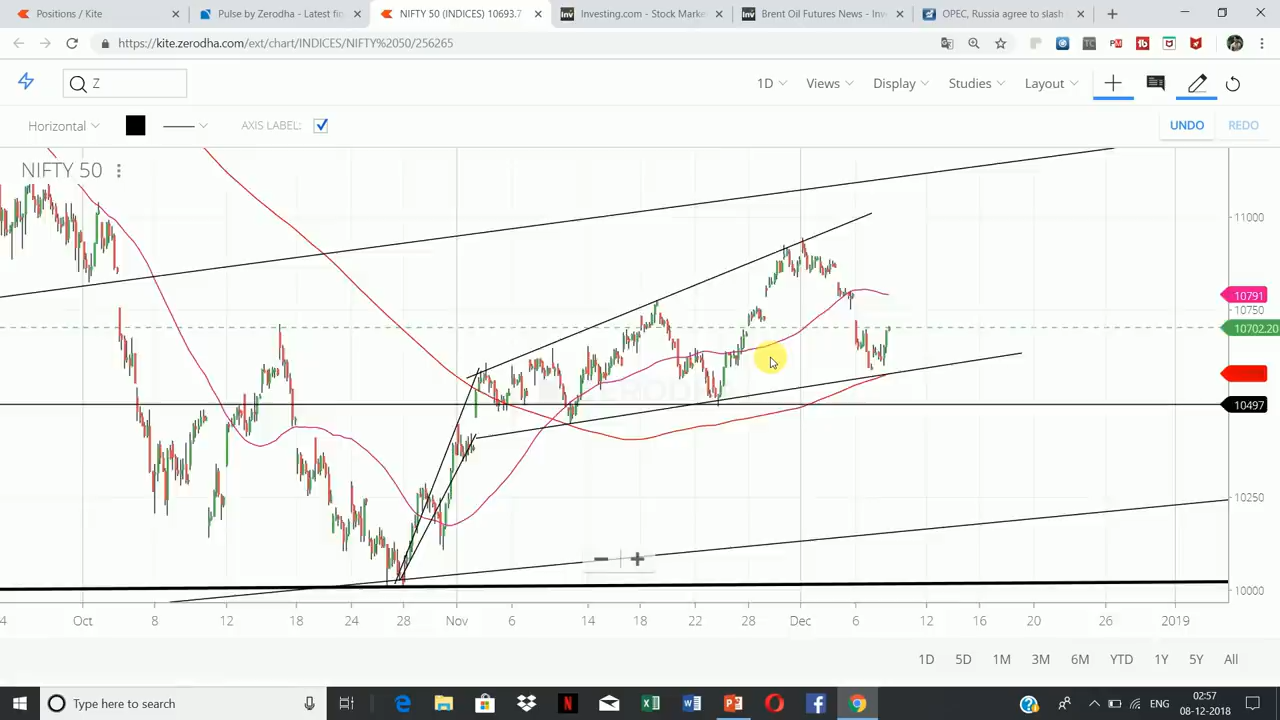 Positions / Kite
Pulse by Zerodha - Latest fin
NIFTY 50 (INDICES) 10693.7
Investing.com - Stock Marke
Brent Oil Futures News - Inv
OPEC, Russia agree to slash
https://kite.zerodha.com/ext/chart/INDICES/NIFTY%2050/256265
Z
1D
Views
Display
Studies
Layout
Horizontal
AXIS LABEL:
UNDO
REDO
NIFTY 50
11000
10791
10750
10702.20
ZERODHA
10497
10250
10000
4
Oct
8
12
18
24
28
Nov
6
14
18
22
28
Dec
6
12
16
20
26
2019
1D
5D
1M
3M
6M
YTD
1Y
5Y
All
Type here to search
ENG
02:57
08-12-2018